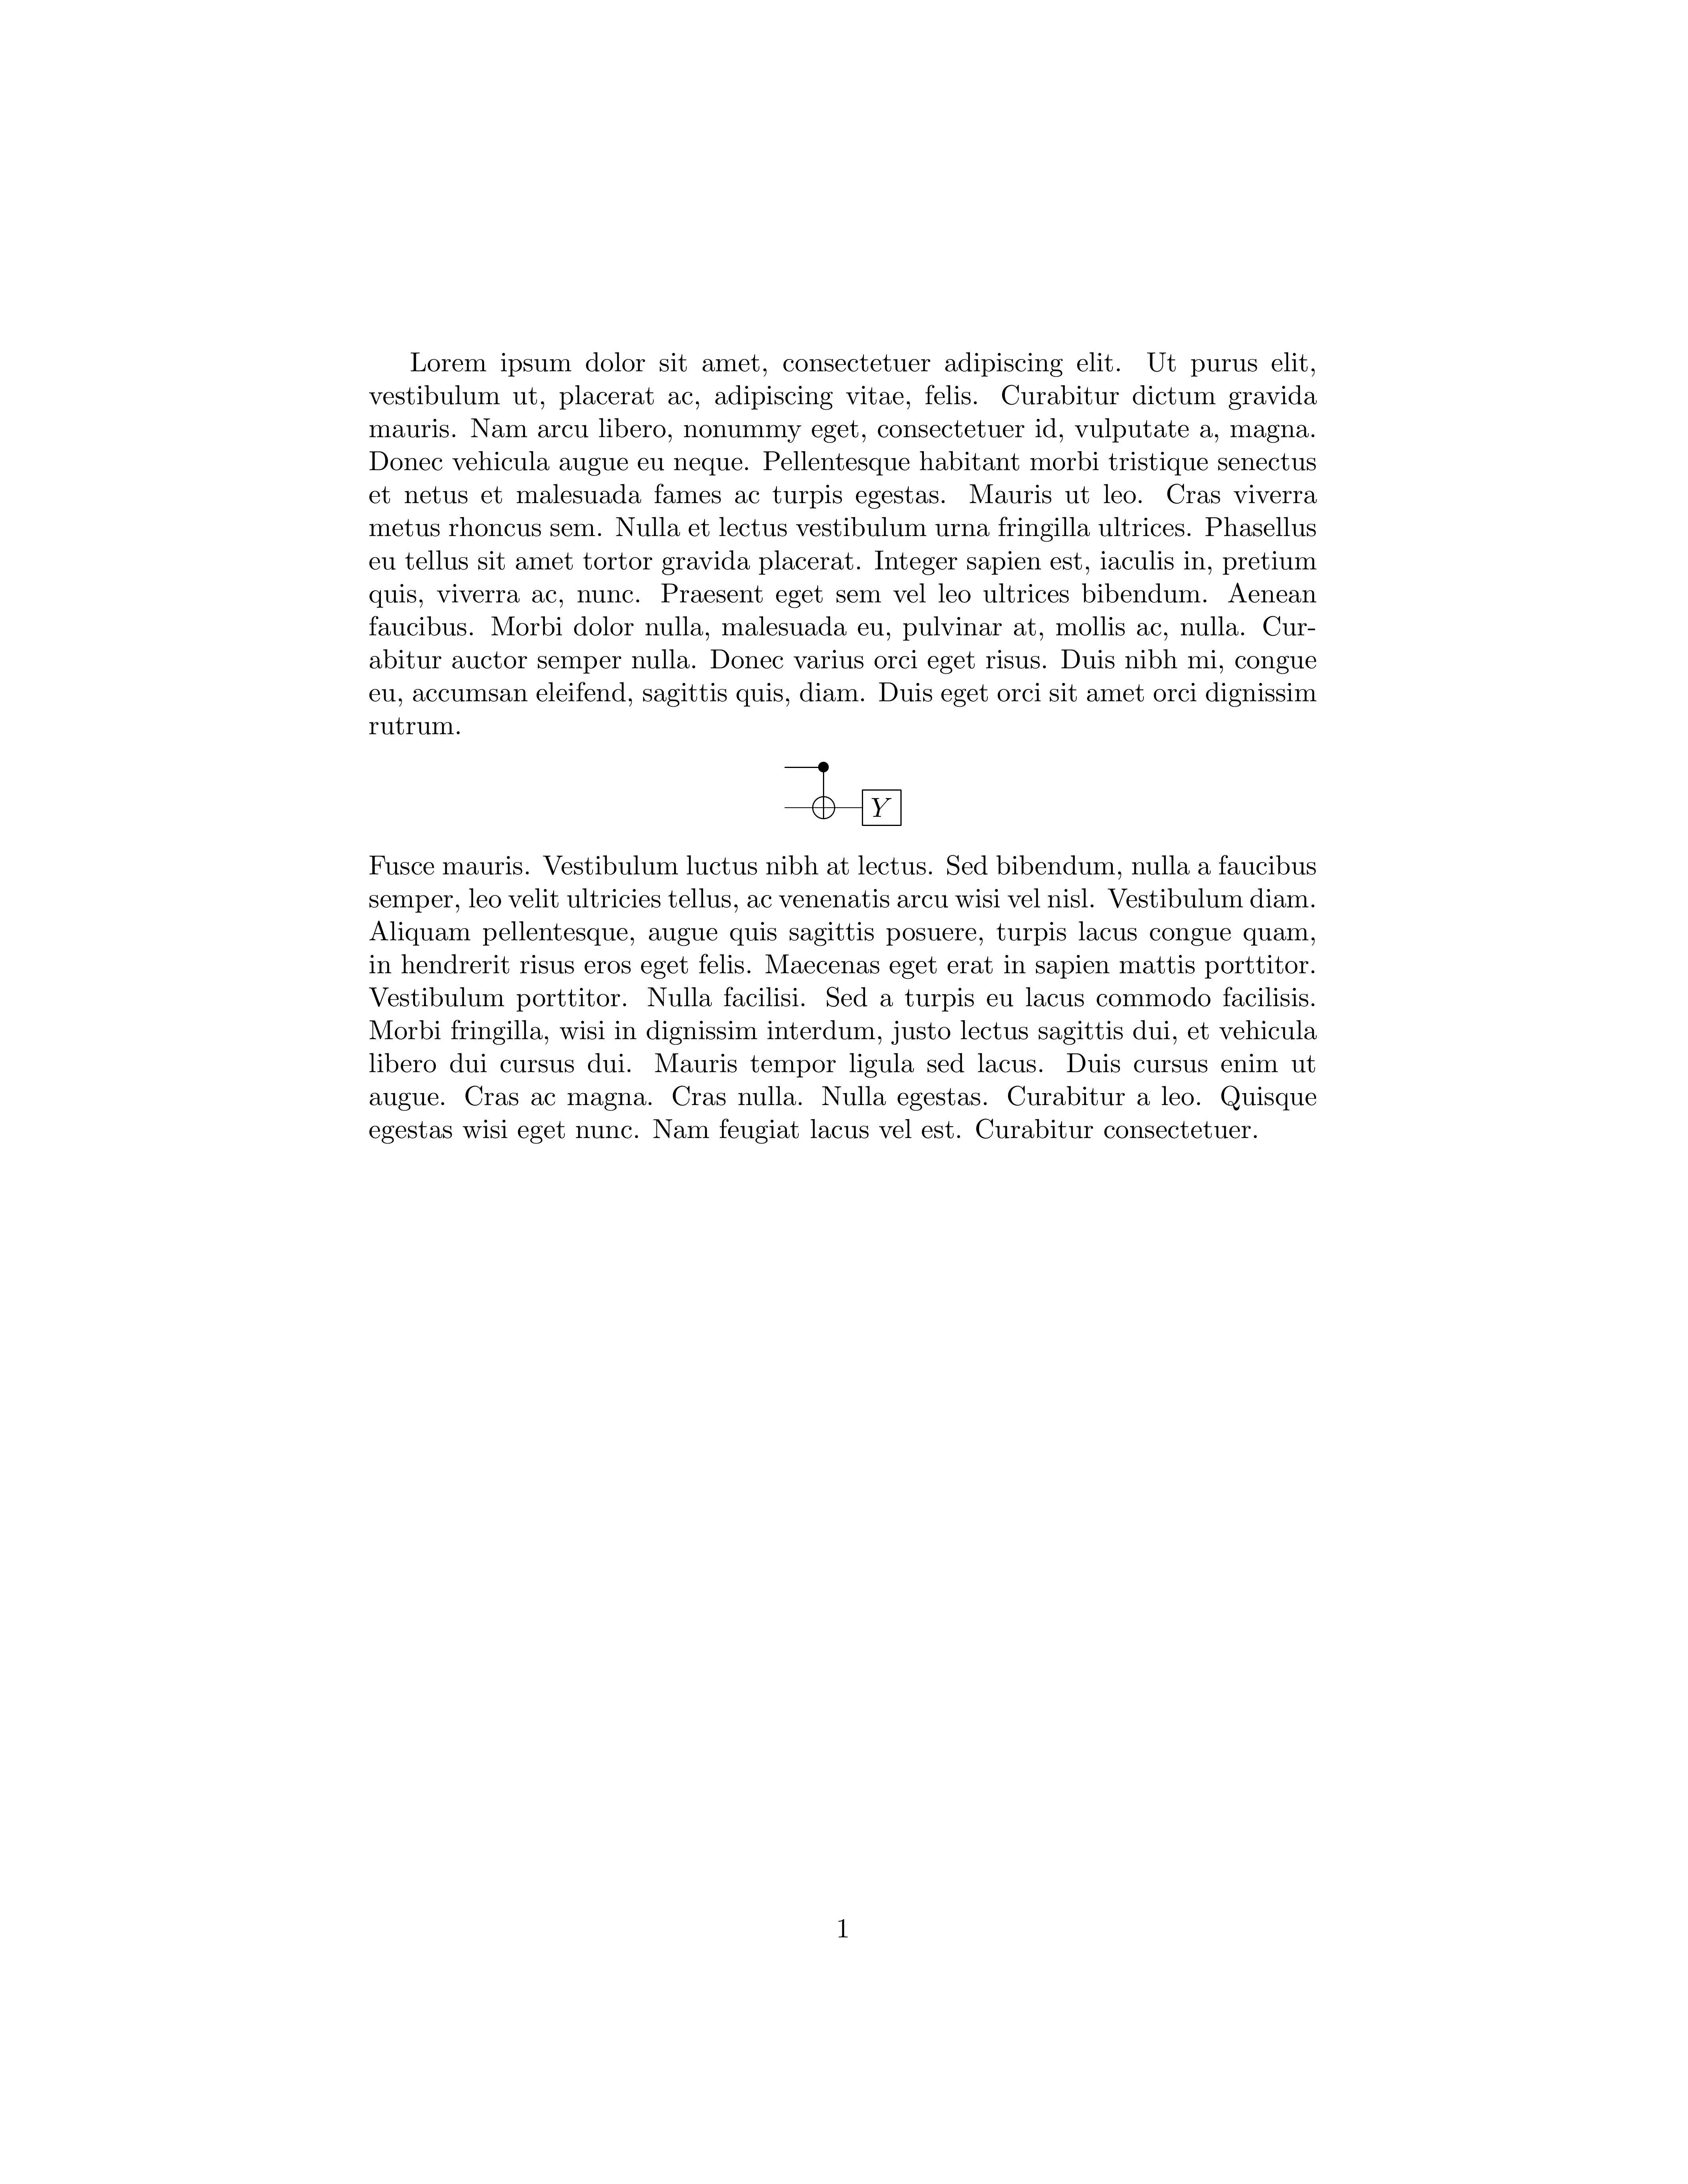 Lorem ipsum dolor sit amet, consectetuer adipiscing elit. Ut purus elit,
vestibulum ut, placerat ac, adipiscing vitae, felis. Curabitur dictum gravida
mauris. Nam arcu libero, nonummy eget, consectetuer id, vulputate a, magna.
Donec vehicula augue eu neque. Pellentesque habitant morbi tristique senectus
et netus et malesuada fames ac turpis egestas. Mauris ut leo. Cras viverra
metus rhoncus sem. Nulla et lectus vestibulum urna fringilla ultrices. Phasellus
eu tellus sit amet tortor gravida placerat. Integer sapien est, iaculis in, pretium
quis, viverra ac, nunc. Praesent eget sem vel leo ultrices bibendum. Aenean
faucibus. Morbi dolor nulla, malesuada eu, pulvinar at, mollis ac, nulla. Cur-
abitur auctor semper nulla. Donec varius orci eget risus. Duis nibh mi, congue
eu, accumsan eleifend, sagittis quis, diam. Duis eget orci sit amet orci dignissim
rutrum.
Y
Fusce mauris. Vestibulum luctus nibh at lectus. Sed bibendum, nulla a faucibus
semper, leo velit ultricies tellus, ac venenatis arcu wisi vel nisl. Vestibulum diam.
Aliquam pellentesque, augue quis sagittis posuere, turpis lacus congue quam,
in hendrerit risus eros eget felis. Maecenas eget erat in sapien mattis porttitor.
Vestibulum porttitor. Nulla facilisi. Sed a turpis eu lacus commodo facilisis.
Morbi fringilla, wisi in dignissim interdum, justo lectus sagittis dui, et vehicula
libero dui cursus dui. Mauris tempor ligula sed lacus. Duis cursus enim ut
augue. Cras ac magna. Cras nulla. Nulla egestas. Curabitur a leo. Quisque
egestas wisi eget nunc. Nam feugiat lacus vel est. Curabitur consectetuer.
1